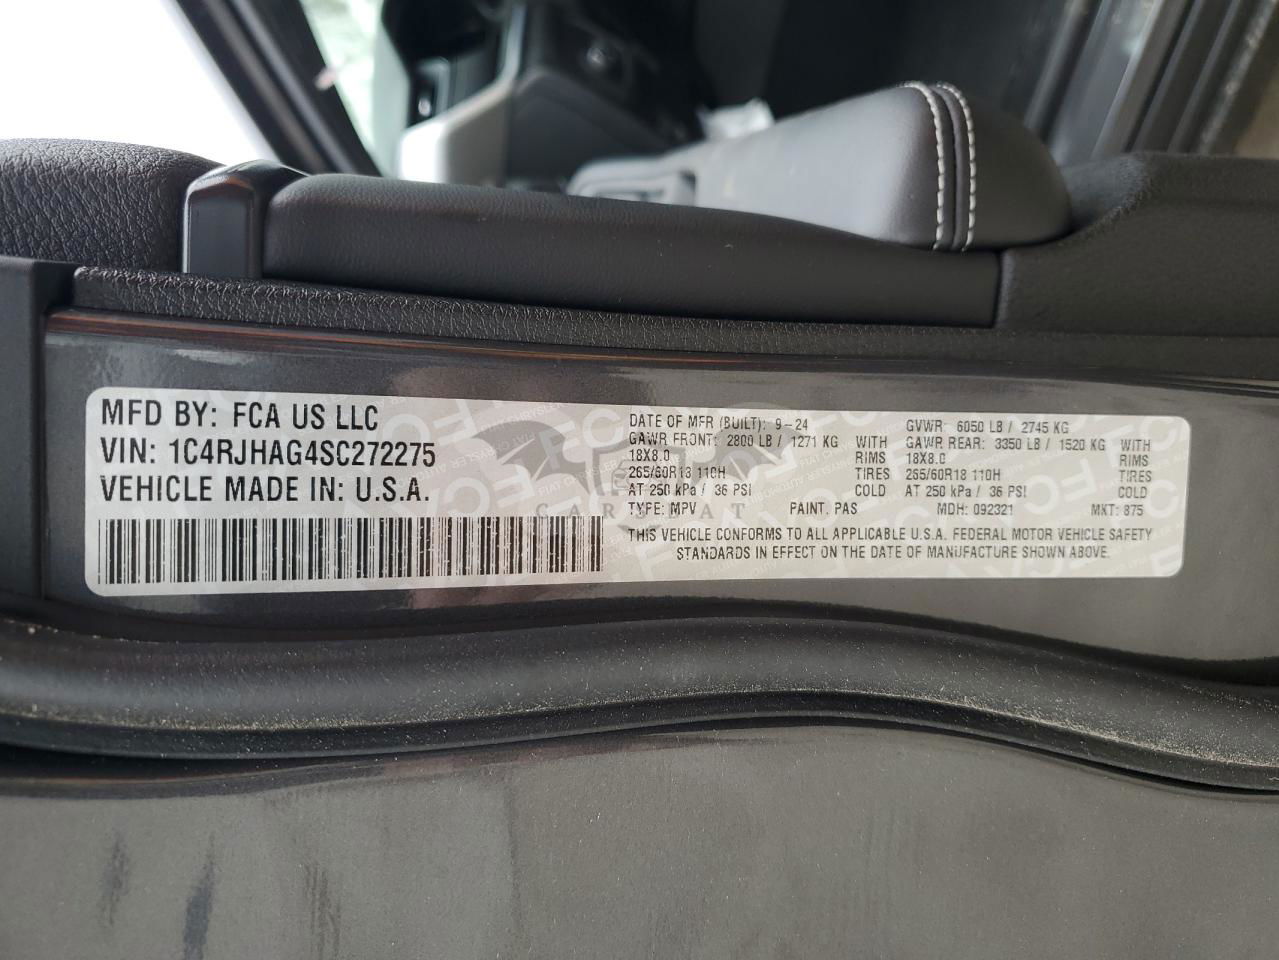 MFD BY: FCA US LLC
VIN: 1C4RJHAG4SC272275
VEHICLE MADE IN: U.S.A.
DATE OF MFR (BUILT): 9-24 GVWR: 6050 LB / 2745 KG
GAWR FRONT: 2800 LB / 1271 KG WITH GAWR REAR: 3350 LB / 1520 KG WITH
18X8.0 RIMS 18X8.0 RIMS
265/60R18 110H TIRES 265/60R18 110H TIRES
AT 250 kPa / 36 PSI COLD AT 250 kPa / 36 PSI COLD
TYPE: MPV PAINT: PAS MDH: 092321 MKT: 875
THIS VEHICLE CONFORMS TO ALL APPLICABLE U.S.A. FEDERAL MOTOR VEHICLE SAFETY
STANDARDS IN EFFECT ON THE DATE OF MANUFACTURE SHOWN ABOVE.
CARSBAT